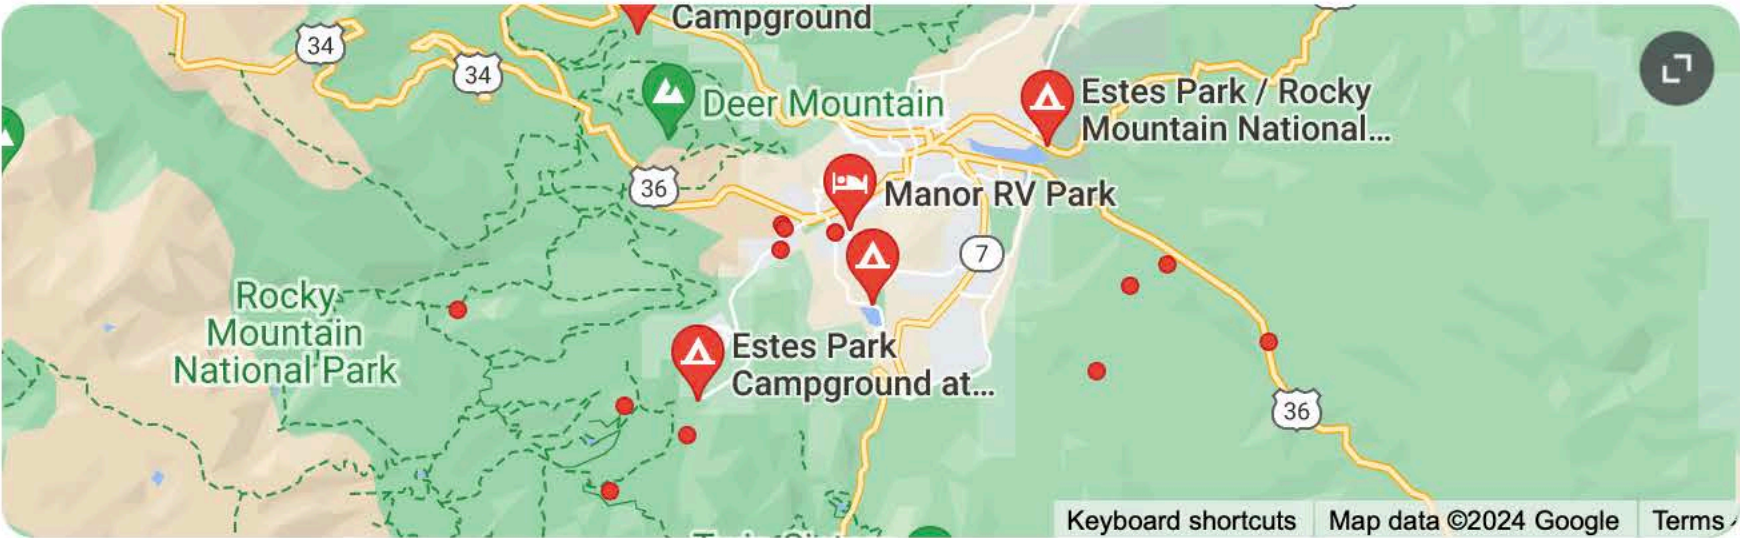 Campground
34
34
Deer Mountain
Estes Park / Rocky
Mountain National...
36
Manor RV Park
7
Rocky
Mountain
National Park
Estes Park
Campground at...
36
Keyboard shortcuts
Map data ©2024 Google
Terms